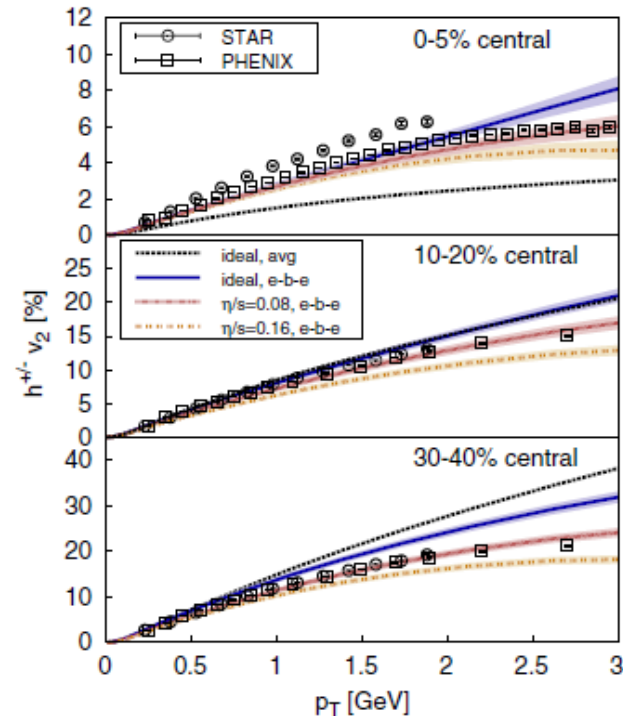 12
10
8
6
4
2
0
STAR
PHENIX
0-5% central
25
20
15
10
5
0
ideal, avg
ideal, e-b-e
η/s=0.08, e-b-e
η/s=0.16, e-b-e
10-20% central
h+/- v2 [%]
40
30
20
10
0
30-40% central
0 0.5 1 1.5 2 2.5 3
pT [GeV]